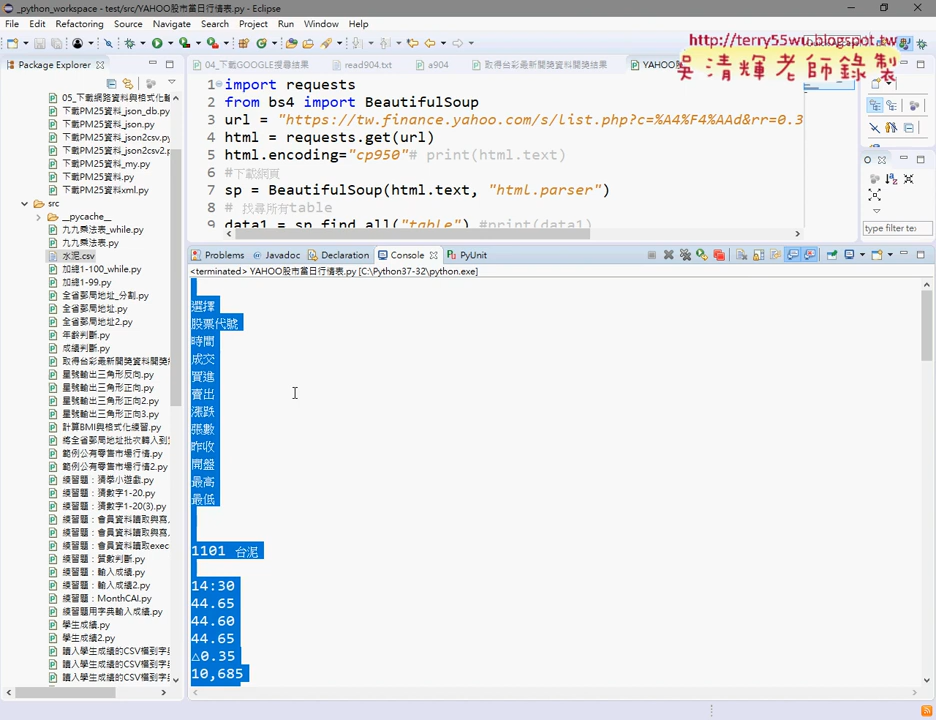 _python_workspace - test/src/YAHOO股市當日行情表.py - Eclipse
File Edit Refactoring Source Navigate Search Project Run Window Help
http://terry55wu.blogspot.tw
吳清輝老師錄製
Package Explorer
04_下載GOOGLE搜尋結果
read904.txt
a904
取得台彩最新開獎資料開獎結果
YAHOO
05_下載網路資料與格式化
下載PM25資料_json_db.py
下載PM25資料_json.py
下載PM25資料_json2csv.py
下載PM25資料_json2csv2.p
下載PM25資料_my.py
下載PM25資料.py
下載PM25資料xml.py
src
__pycache__
九九乘法表_while.py
九九乘法表.py
水泥.csv
加總1-100_while.py
加總1-99.py
全省郵局地址_分割.py
全省郵局地址.py
全省郵局地址2.py
年齡判斷.py
成績判斷.py
取得台彩最新開獎資料開獎
星號輸出三角形反向.py
星號輸出三角形正向.py
星號輸出三角形正向2.py
星號輸出三角形正向3.py
計算BMI與格式化練習.py
將全省郵局地址批次轉入到
範例公有零售市場行情.py
範例公有零售市場行情2.py
練習題：猜拳小遊戲.py
練習題：猜數字1-20.py
練習題：猜數字1-20(3).py
練習題：會員資料讀取與寫
練習題：會員資料讀取與寫
練習題：會員資料讀取exec
練習題：質數判斷.py
練習題：輸入成績.py
練習題：輸入成績2.py
練習題：MonthCAI.py
練習題用字典輸入成績.py
學生成績.py
學生成績2.py
讀入學生成績的CSV檔到字
讀入學生成績的CSV檔到字典
讀入學生成績的CSV檔到字典
1 import requests
2 from bs4 import BeautifulSoup
3 url = "https://tw.finance.yahoo.com/s/list.php?c=%A4%F4%AAd&rr=0.3
4 html = requests.get(url)
5 html.encoding="cp950"# print(html.text)
6 #下載網頁
7 sp = BeautifulSoup(html.text, "html.parser")
8 # 找尋所有table
9 data1 = sp.find_all("table") #print(data1)
type filter te
Problems Javadoc Declaration Console PyUnit
<terminated> YAHOO股市當日行情表.py [C:\Python37-32\python.exe]
選擇
股票代號
時間
成交
買進
賣出
漲跌
張數
昨收
開盤
最高
最低
1101 台泥
14:30
44.65
44.60
44.65
△0.35
10,685